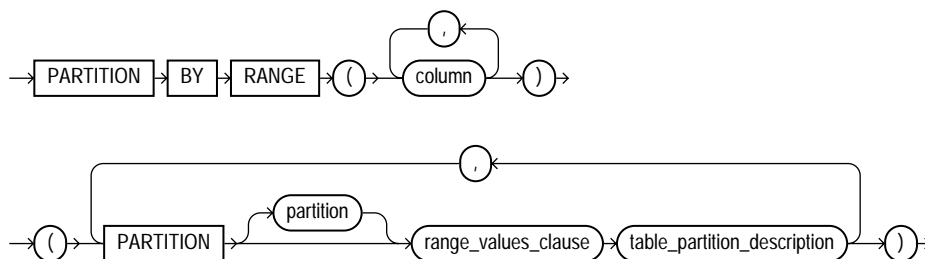 ,
PARTITION BY RANGE ( column )
,
partition
( PARTITION range_values_clause table_partition_description )